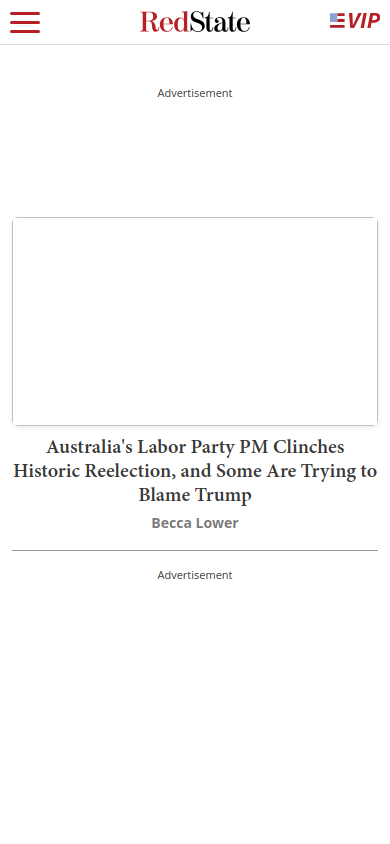 RedState
VIP
Advertisement
Australia's Labor Party PM Clinches
Historic Reelection, and Some Are Trying to
Blame Trump
Becca Lower
Advertisement